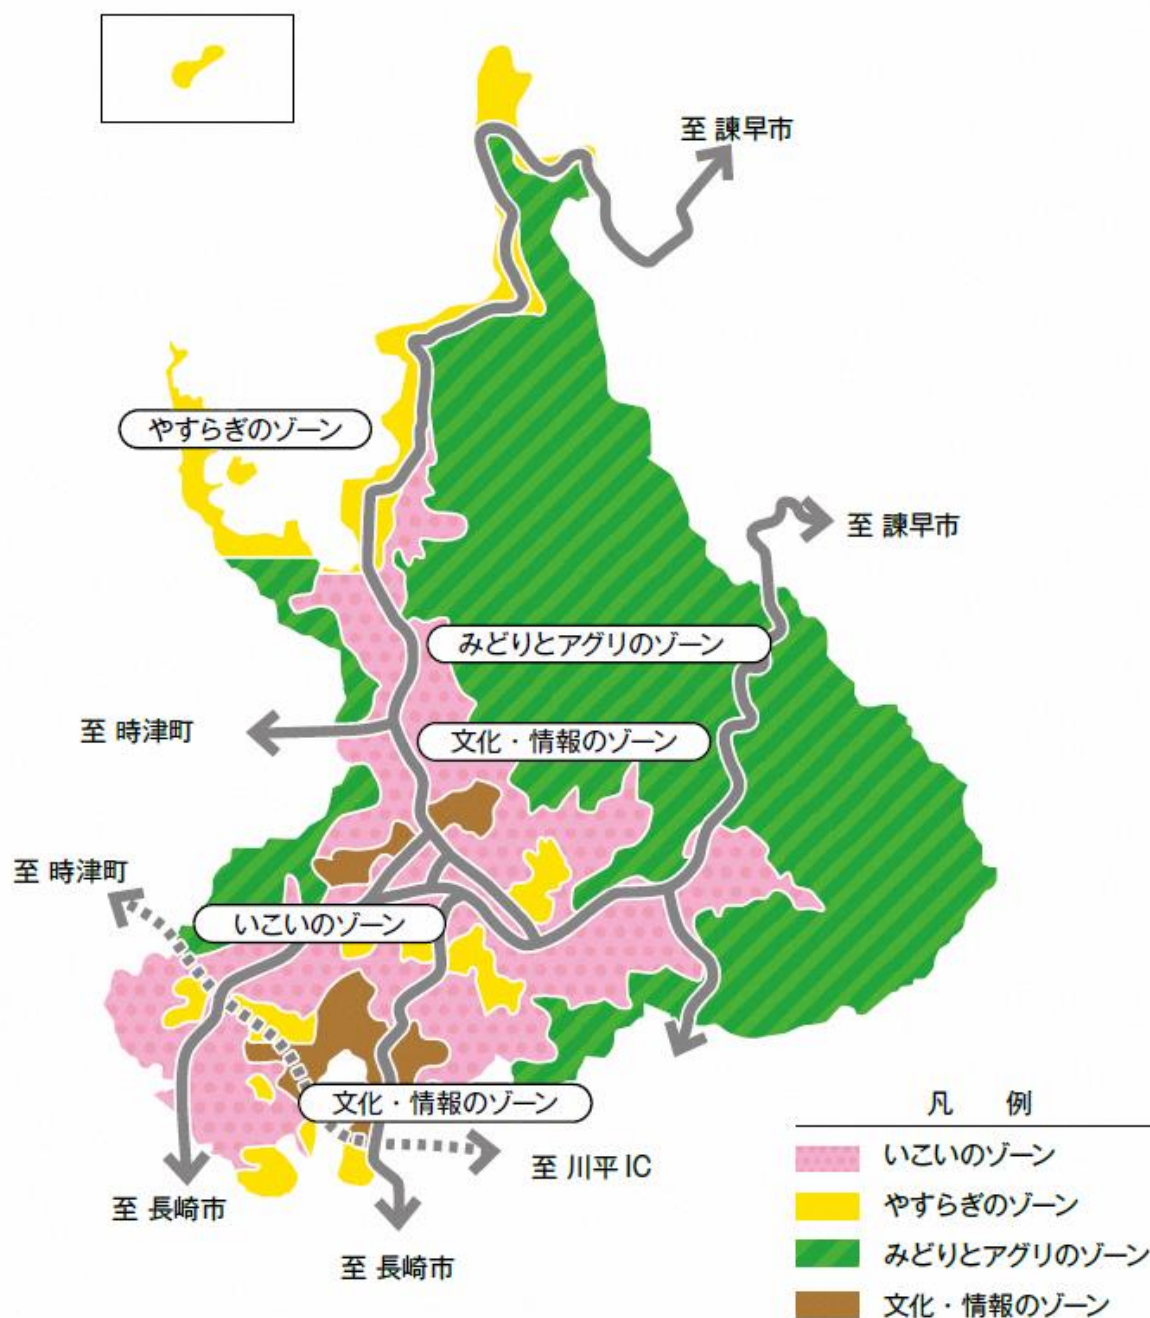 至 諫早市
やすらぎのゾーン
至 諫早市
みどりとアグリのゾーン
至 時津町
文化・情報のゾーン
至 時津町
いこいのゾーン
文化・情報のゾーン
至 川平 IC
至 長崎市
至 長崎市
凡 例
いこいのゾーン
やすらぎのゾーン
みどりとアグリのゾーン
文化・情報のゾーン